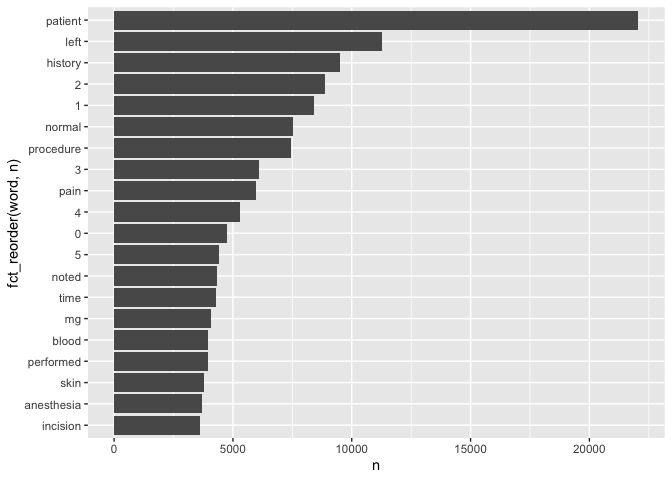 fct_reorder(word, n)
patient
left
history
2
1
normal
procedure
3
pain
4
0
5
noted
time
mg
blood
performed
skin
anesthesia
incision
0 5000 10000 15000 20000
n